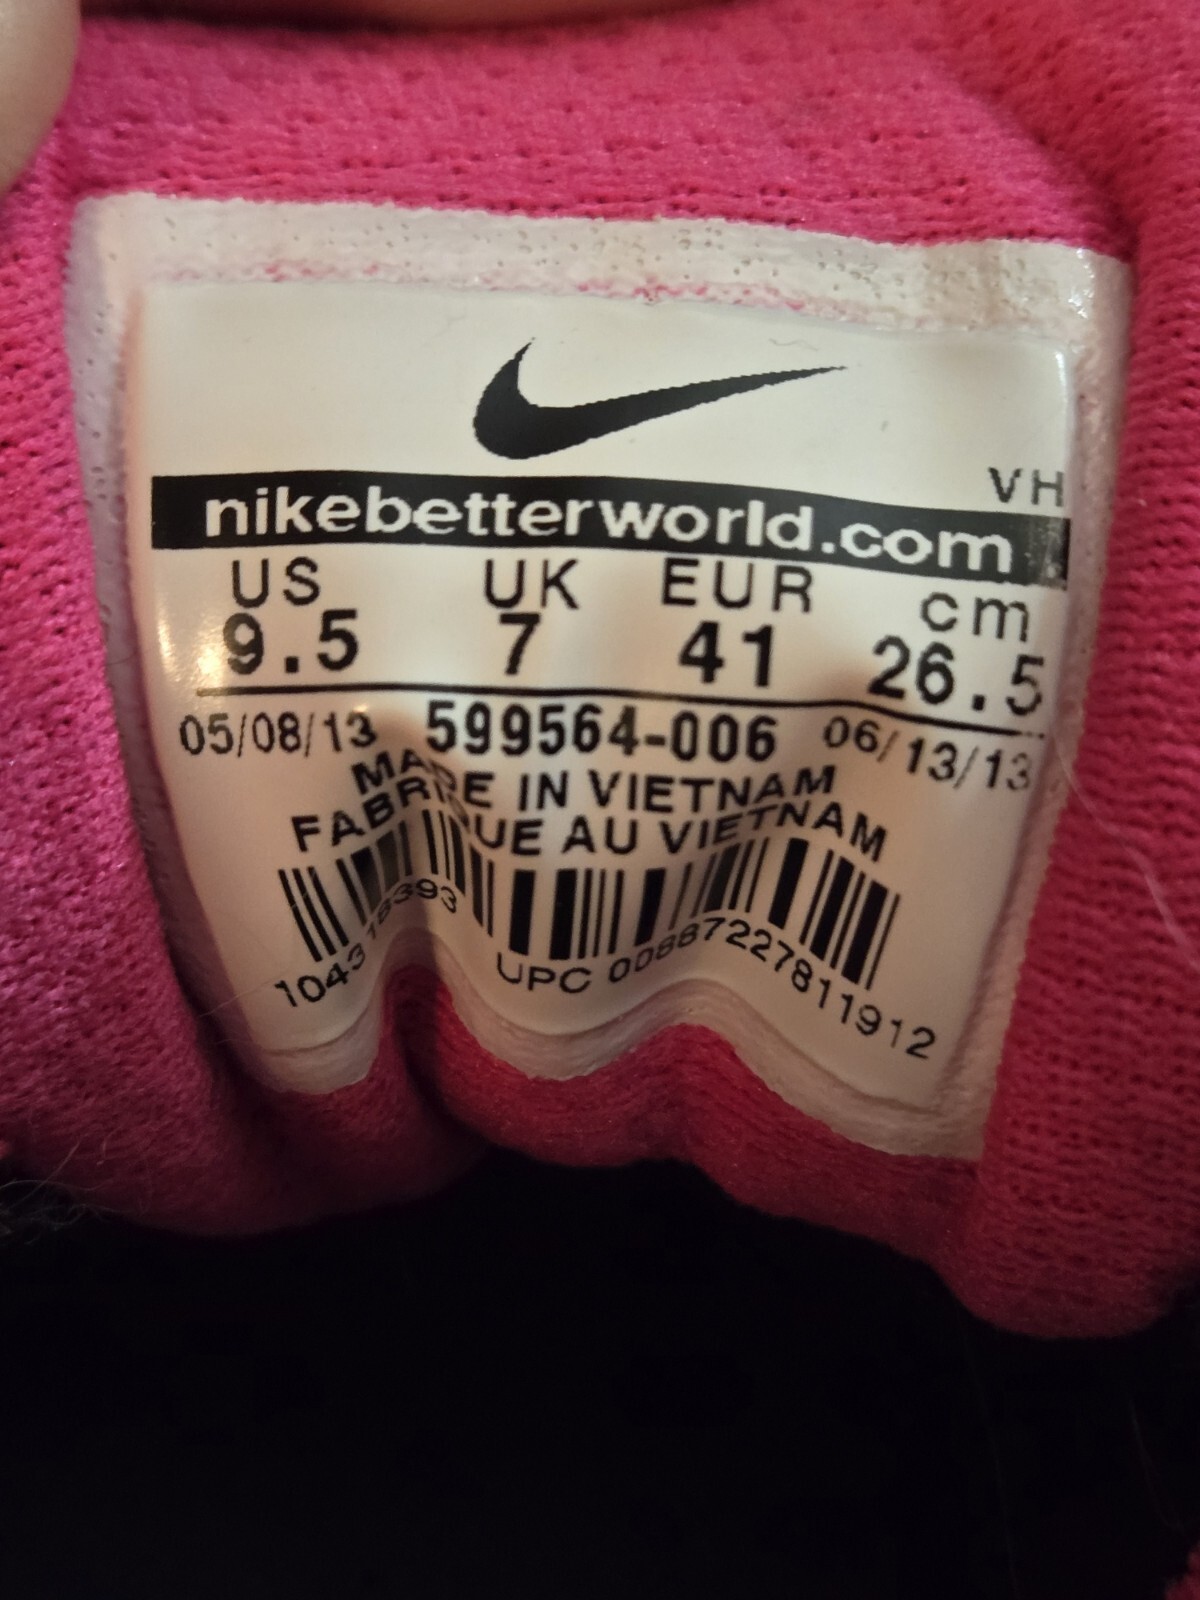 VH
nikebetterworld.com
US UK EUR cm
9.5 7 41 26.5
05/08/13 599564-006 06/13/13
MADE IN VIETNAM
FABRIQUE AU VIETNAM
104318393 UPC 00887227811912